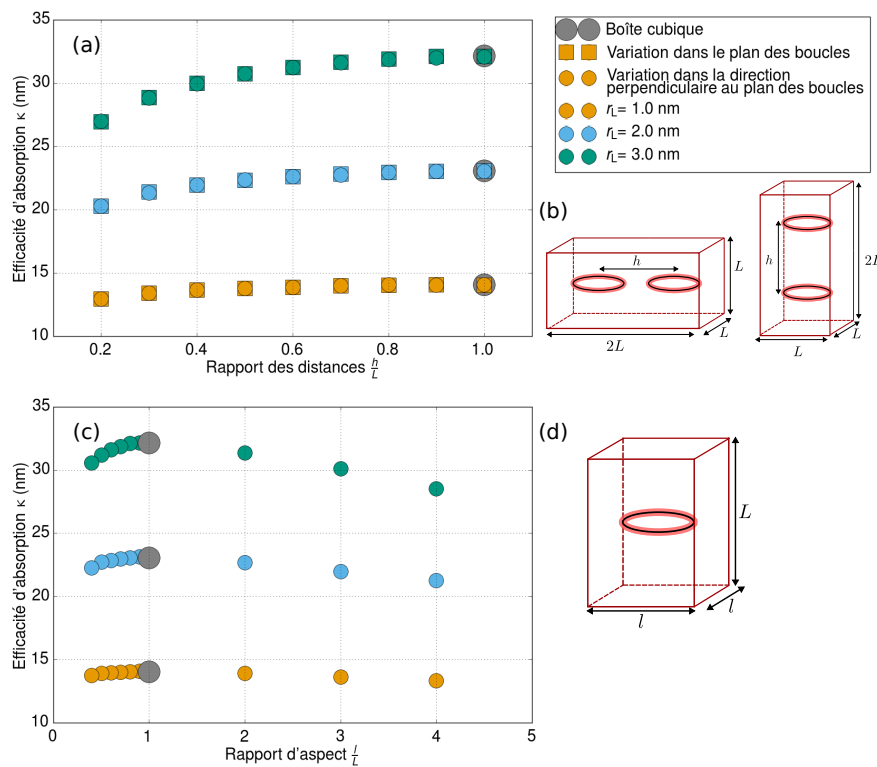 (a)
35
30
25
20
15
10
Efficacité d'absorption κ (nm)
0.2 0.4 0.6 0.8 1.0
Rapport des distances h/L
Boîte cubique
Variation dans le plan des boucles
Variation dans la direction
perpendiculaire au plan des boucles
rL= 1.0 nm
rL= 2.0 nm
rL= 3.0 nm
(b)
h
L
L
2L
h
2L
L
L
(c)
35
30
25
20
15
10
Efficacité d'absorption κ (nm)
0 1 2 3 4 5
Rapport d'aspect l/L
(d)
L
l
l